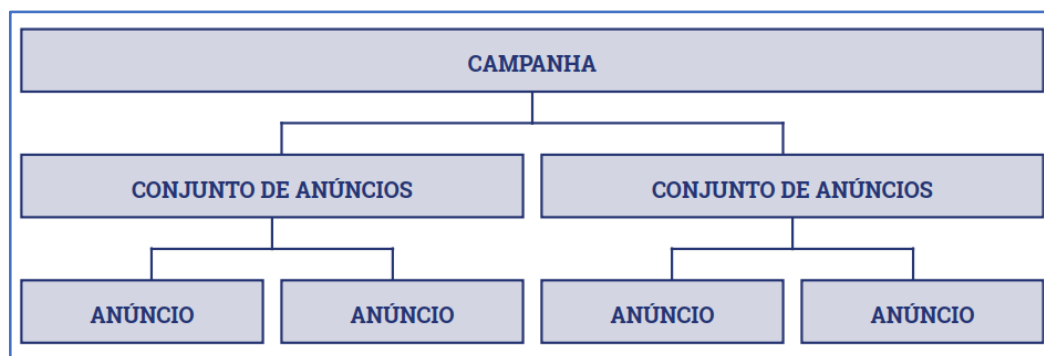 CAMPANHA
CONJUNTO DE ANÚNCIOS
CONJUNTO DE ANÚNCIOS
ANÚNCIO
ANÚNCIO
ANÚNCIO
ANÚNCIO